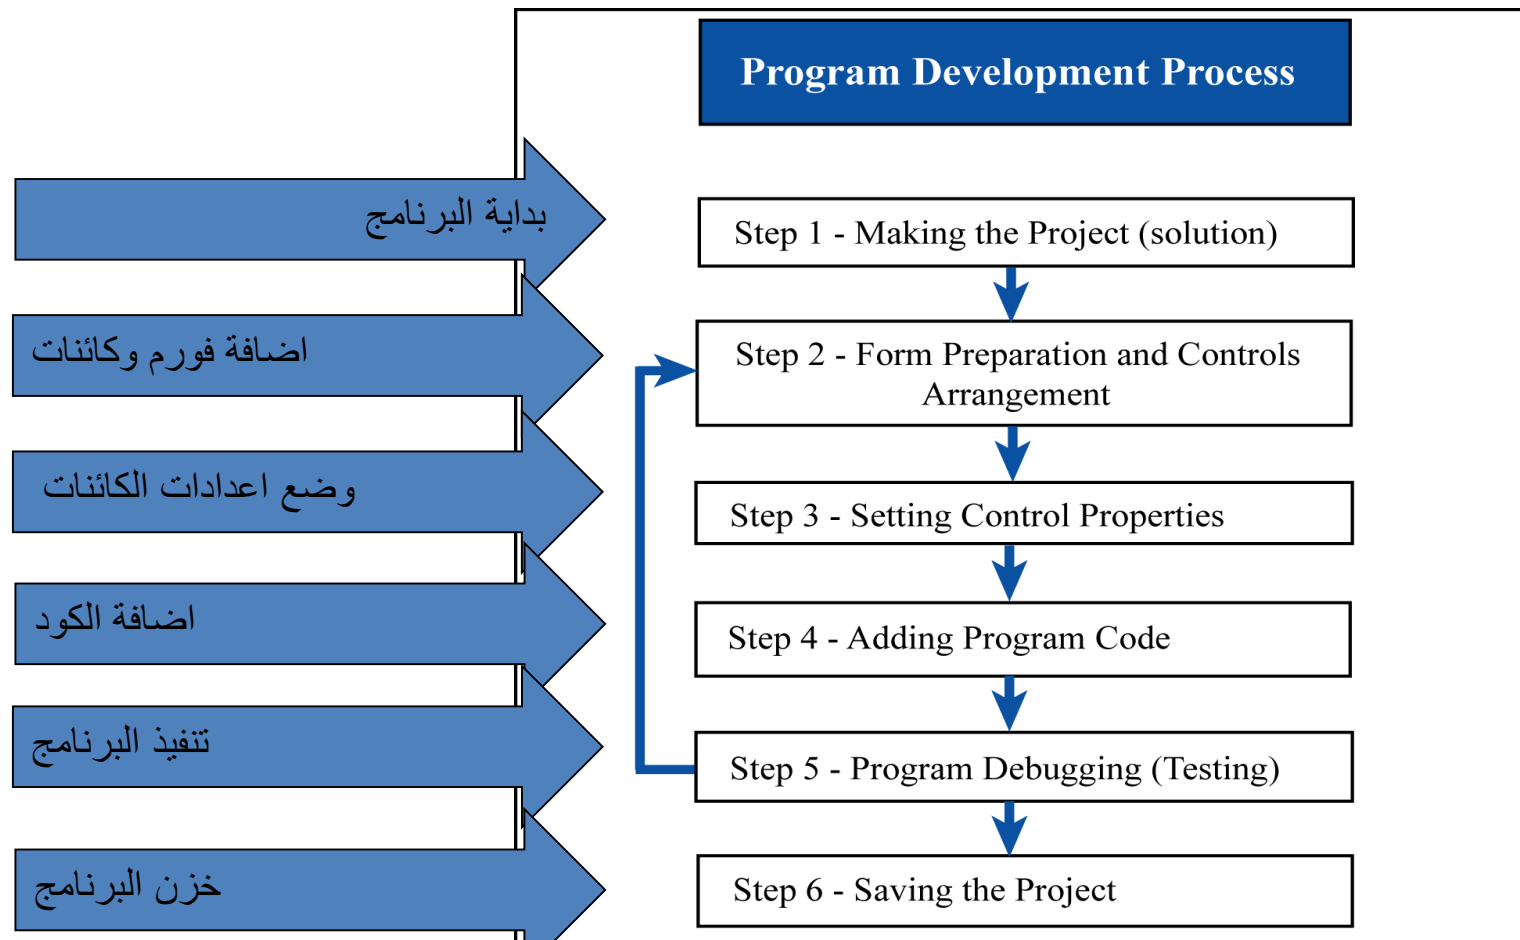 Program Development Process
بداية البرنامج
Step 1 - Making the Project (solution)
اضافة فورم وكائنات
Step 2 - Form Preparation and Controls
Arrangement
وضع اعدادات الكائنات
Step 3 - Setting Control Properties
اضافة الكود
Step 4 - Adding Program Code
تنفيذ البرنامج
Step 5 - Program Debugging (Testing)
خزن البرنامج
Step 6 - Saving the Project